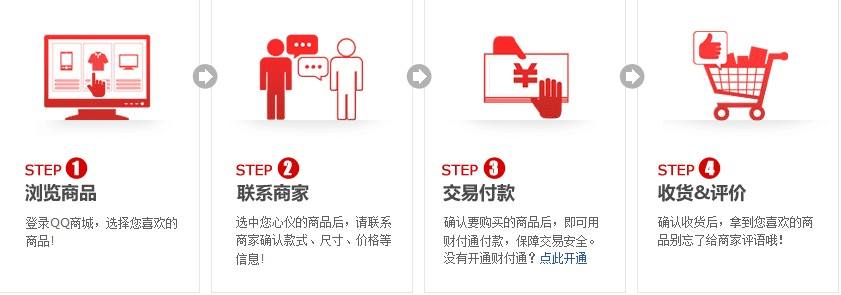 STEP 1
浏览商品
登录QQ商城，选择您喜欢的
商品！
STEP 2
联系商家
选中您心仪的商品后，请联系
商家确认款式、尺寸、价格等
信息！
¥
STEP 3
交易付款
确认要购买的商品后，即可用
财付通付款，保障交易安全。
没有开通财付通？点此开通
STEP 4
收货&评价
确认收货后，拿到您喜欢的商
品别忘了给商家评语哦！